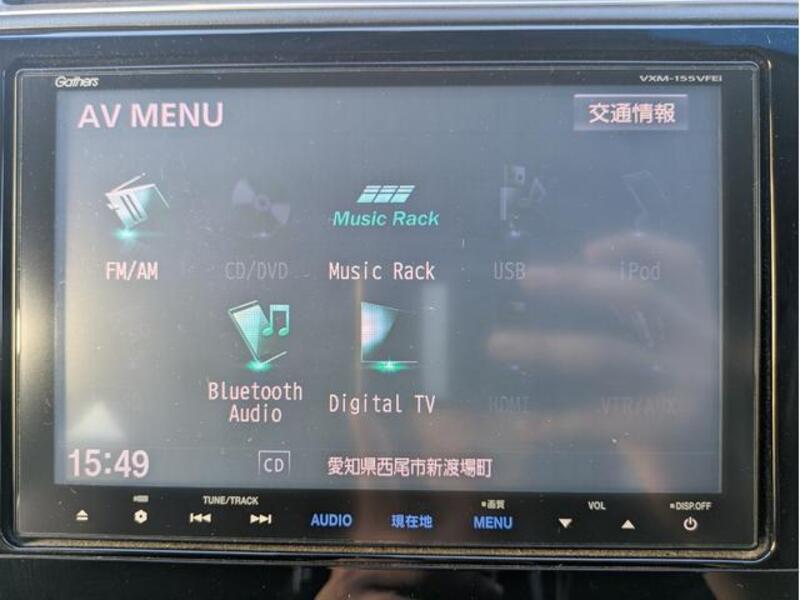 Gathers
VXM-155VFEi
AV MENU
交通情報
Music Rack
FM/AM
CD/DVD
Music Rack
USB
iPod
Bluetooth
Audio
Digital TV
HDMI
VTR/AUX
15:49
CD
愛知県西尾市新渡場町
TUNE/TRACK
画質
VOL
DISP.OFF
AUDIO
現在地
MENU